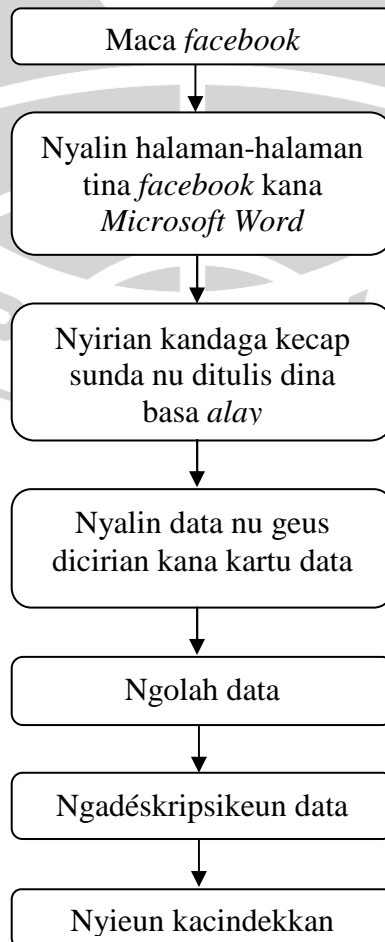 Maca facebook
Nyalin halaman-halaman
tina facebook kana
Microsoft Word
Nyirian kandaga kecap
sunda nu ditulis dina
basa alay
Nyalin data nu geus
dicirian kana kartu data
Ngolah data
Ngadéskripsikeun data
Nyieun kacindekkan